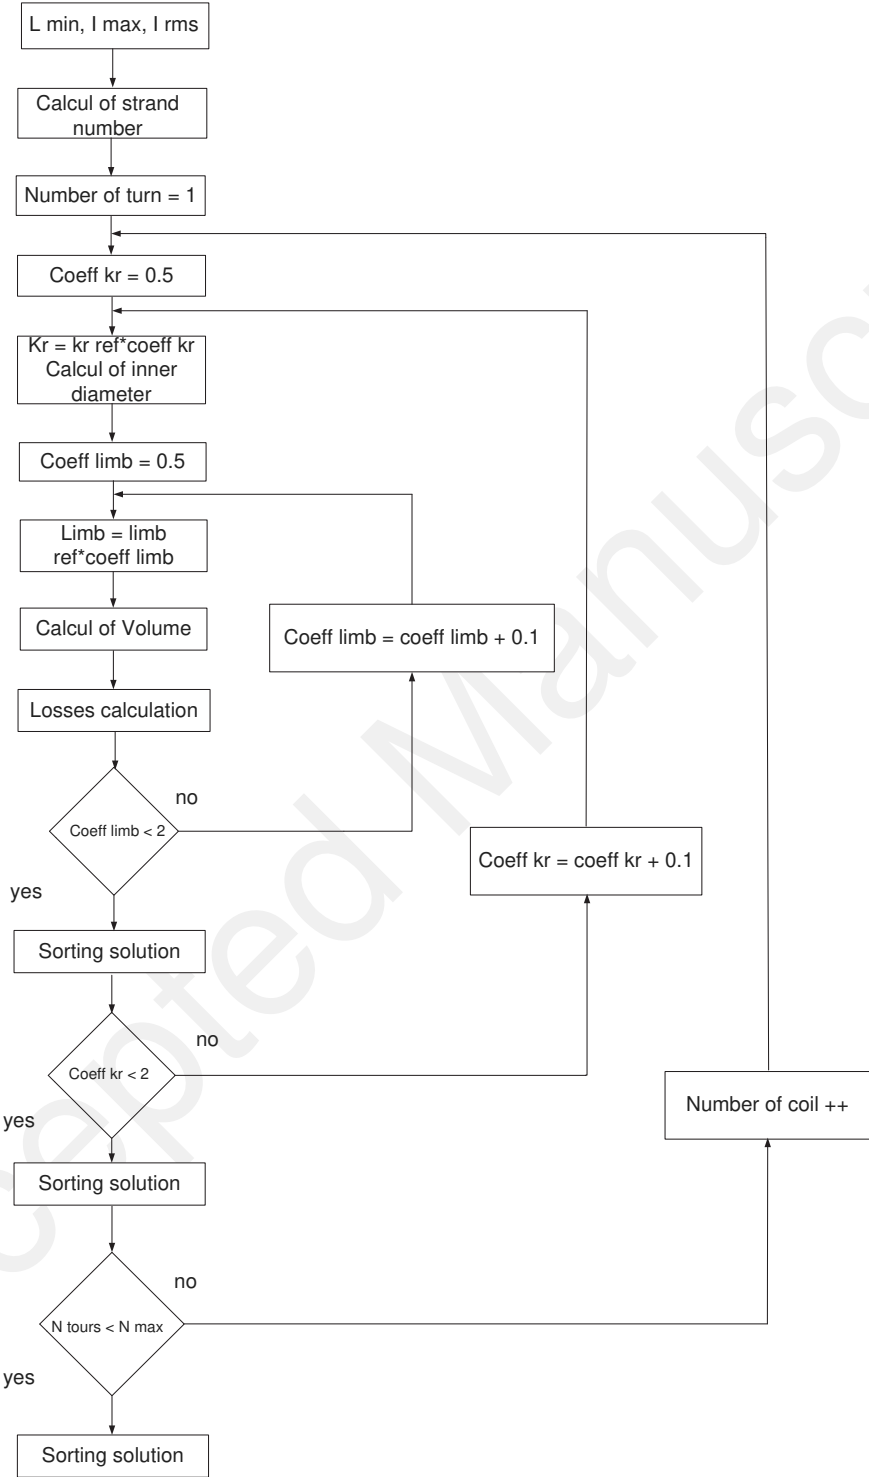 L min, I max, I rms
Calcul of strand
number
Number of turn = 1
Coeff kr = 0.5
Kr = kr ref*coeff kr
Calcul of inner
diameter
Coeff limb = 0.5
Limb = limb
ref*coeff limb
Calcul of Volume
Coeff limb = coeff limb + 0.1
Losses calculation
no
Coeff limb < 2
yes
Coeff kr = coeff kr + 0.1
Sorting solution
no
Coeff kr < 2
yes
Number of coil ++
Sorting solution
no
N tours < N max
yes
Sorting solution